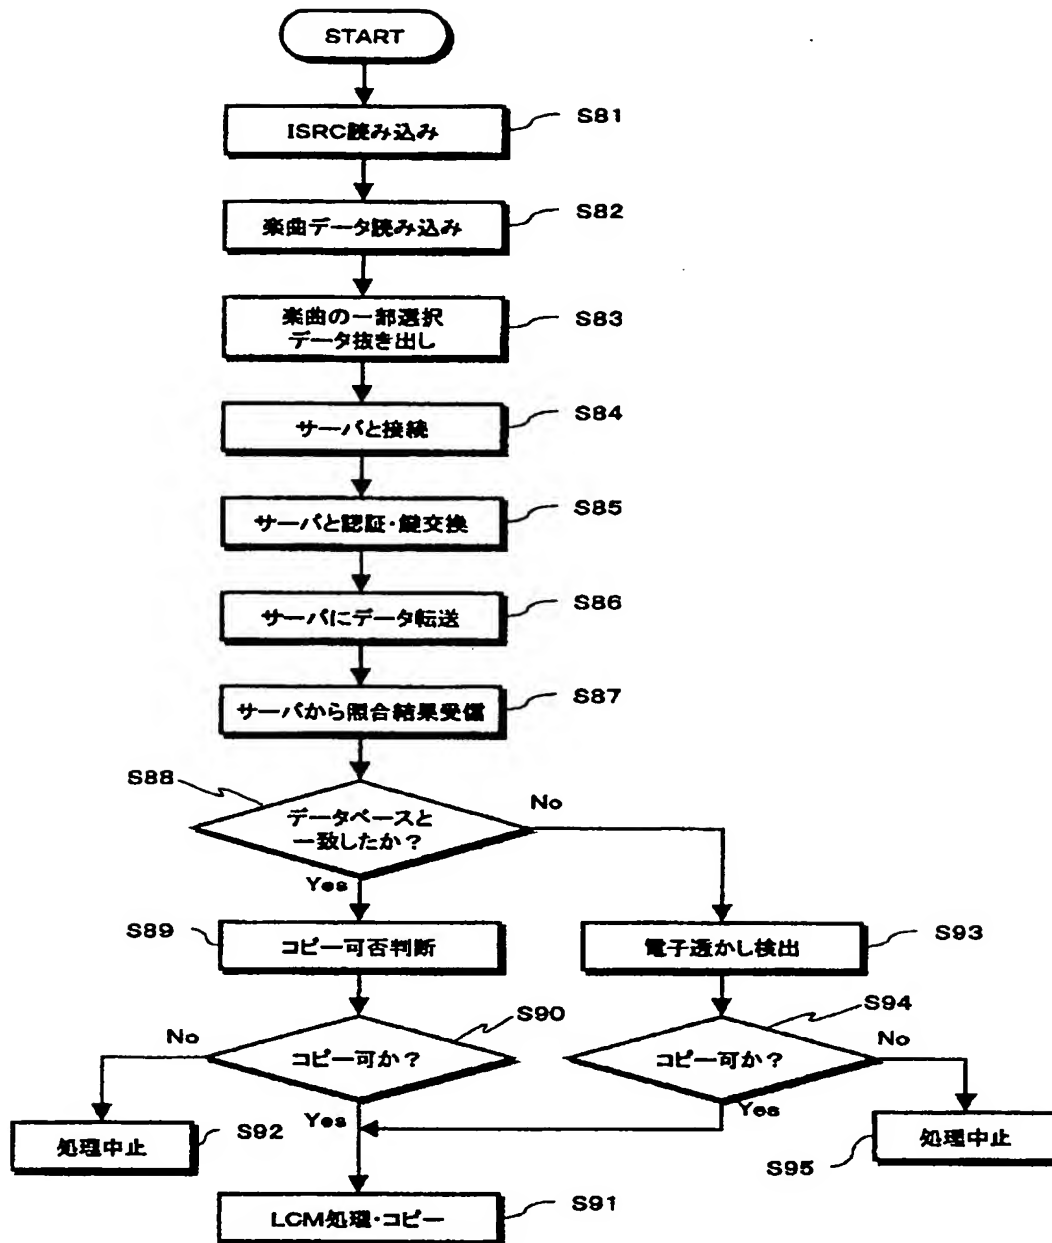 START
ISRC読み込み
S81
楽曲データ読み込み
S82
楽曲の一部選択
データ抜き出し
S83
サーバと接続
S84
サーバと認証・鍵交換
S85
サーバにデータ転送
S86
サーバから照合結果受信
S87
S88
データベースと
一致したか？
No
Yes
S89
コピー可否判断
電子透かし検出
S93
S90
コピー可か？
No
Yes
S94
コピー可か？
No
Yes
処理中止
S92
処理中止
S95
LCM処理・コピー
S91